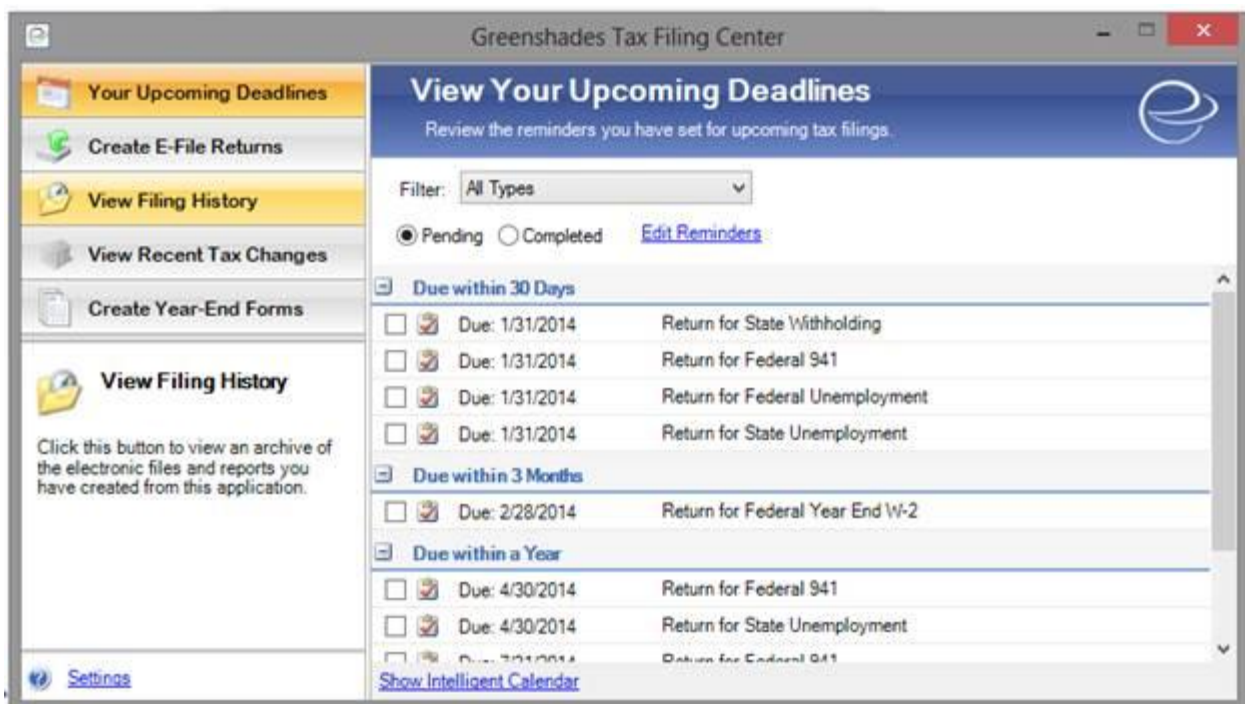 Greenshades Tax Filing Center
Your Upcoming Deadlines
Create E-File Returns
View Filing History
View Recent Tax Changes
Create Year-End Forms
View Filing History
Click this button to view an archive of
the electronic files and reports you
have created from this application.
Settings
View Your Upcoming Deadlines
Review the reminders you have set for upcoming tax filings.
Filter: All Types
Pending Completed Edit Reminders
Due within 30 Days
Due: 1/31/2014 Return for State Withholding
Due: 1/31/2014 Return for Federal 941
Due: 1/31/2014 Return for Federal Unemployment
Due: 1/31/2014 Return for State Unemployment
Due within 3 Months
Due: 2/28/2014 Return for Federal Year End W-2
Due within a Year
Due: 4/30/2014 Return for Federal 941
Due: 4/30/2014 Return for State Unemployment
Return for Federal 941
Show Intelligent Calendar